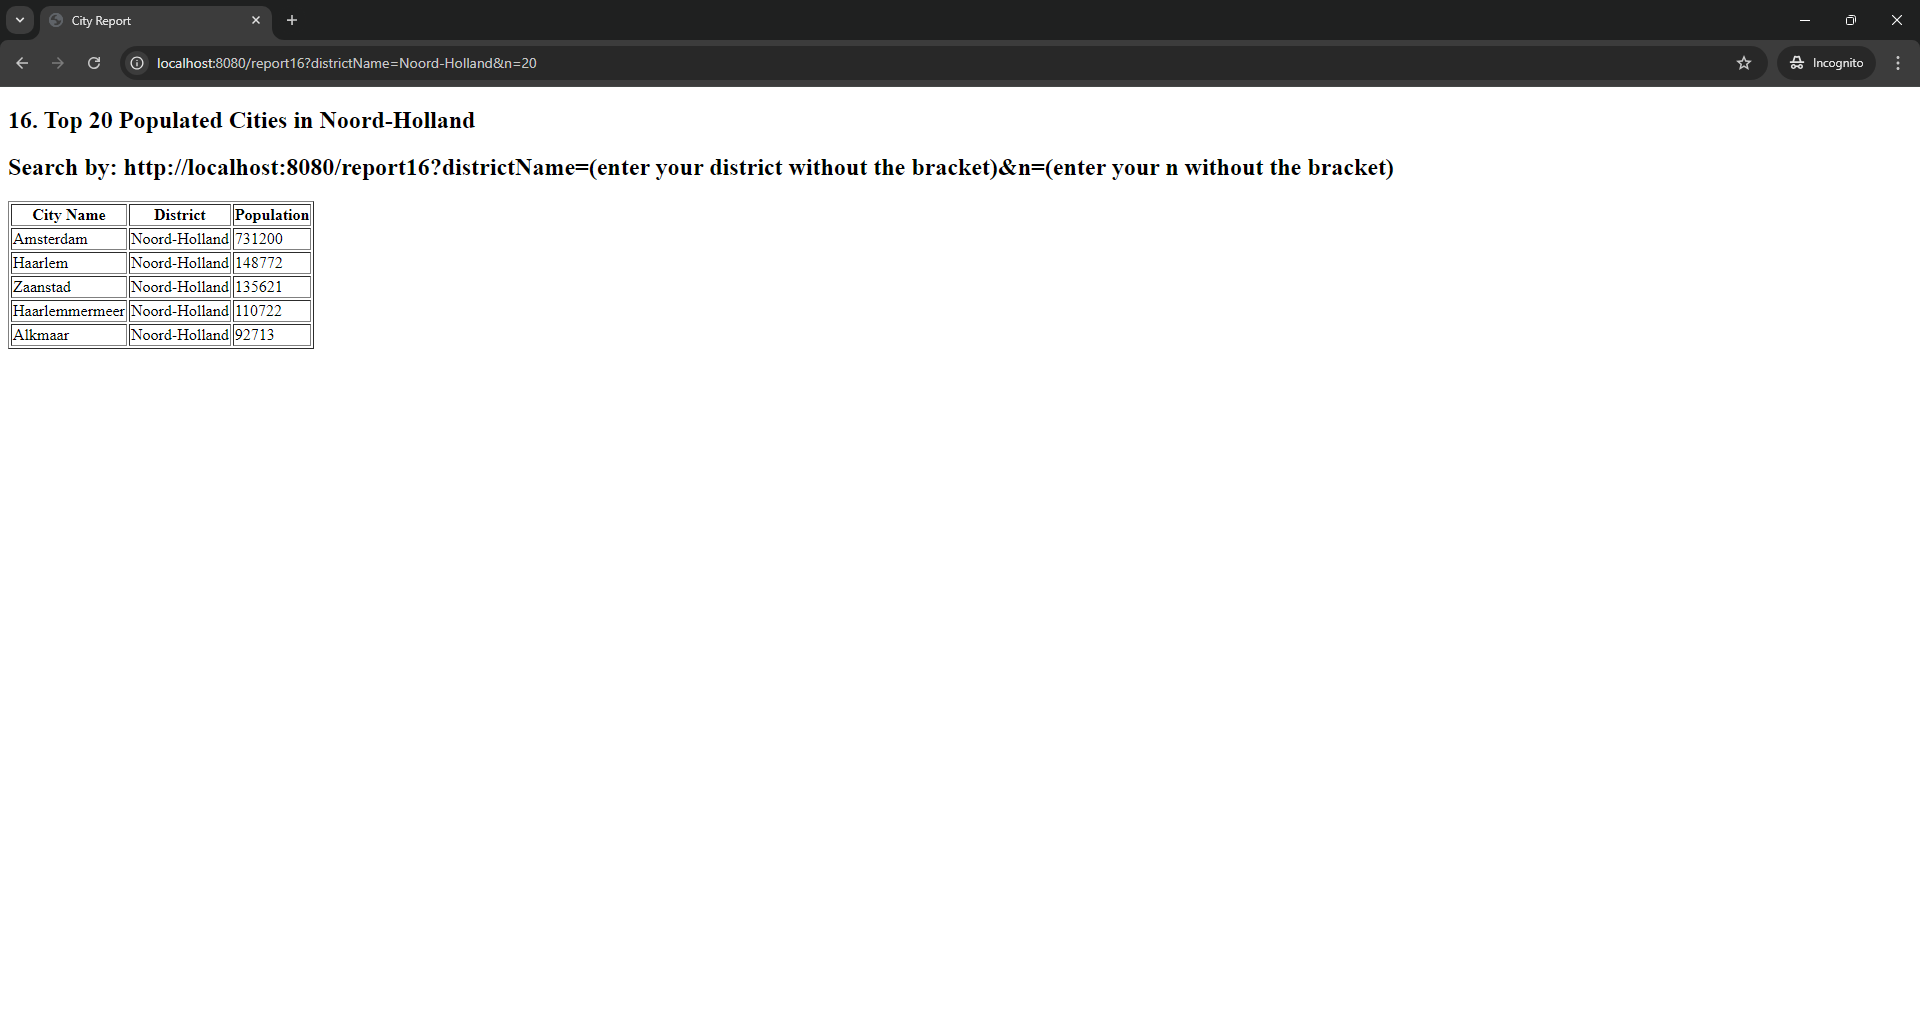 City Report
localhost:8080/report16?districtName=Noord-Holland&n=20
Incognito
16. Top 20 Populated Cities in Noord-Holland
Search by: http://localhost:8080/report16?districtName=(enter your district without the bracket)&n=(enter your n without the bracket)
City Name District Population
Amsterdam Noord-Holland 731200
Haarlem Noord-Holland 148772
Zaanstad Noord-Holland 135621
Haarlemmermeer Noord-Holland 110722
Alkmaar Noord-Holland 92713